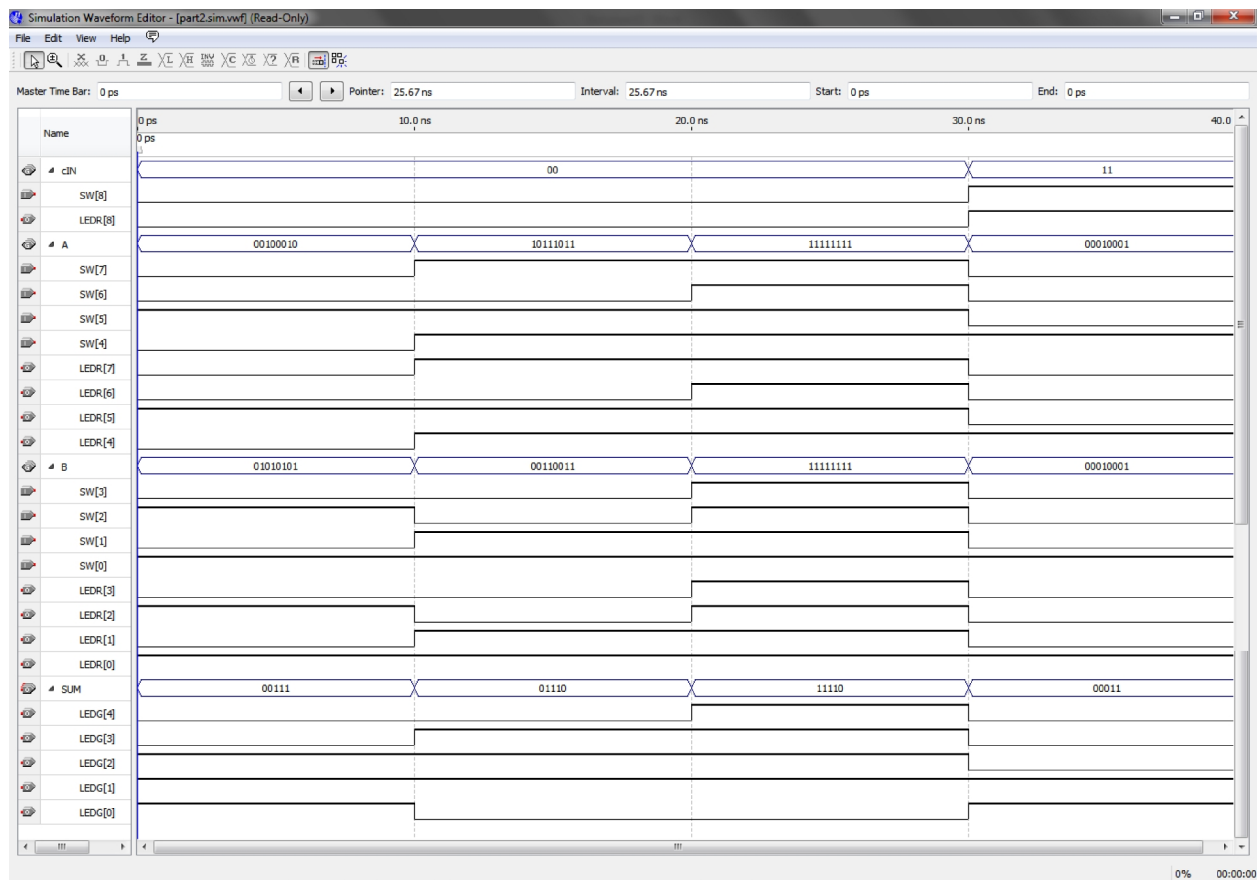 Simulation Waveform Editor - [part2.sim.vwf] (Read-Only)
File Edit View Help
Master Time Bar: 0 ps Pointer: 25.67 ns Interval: 25.67 ns Start: 0 ps End: 0 ps
Name
0 ps 10.0 ns 20.0 ns 30.0 ns 40.0
0 ps
cIN 00 11
SW[8]
LEDR[8]
A 00100010 10111011 11111111 00010001
SW[7]
SW[6]
SW[5]
SW[4]
LEDR[7]
LEDR[6]
LEDR[5]
LEDR[4]
B 01010101 00110011 11111111 00010001
SW[3]
SW[2]
SW[1]
SW[0]
LEDR[3]
LEDR[2]
LEDR[1]
LEDR[0]
SUM 00111 01110 11110 00011
LEDG[4]
LEDG[3]
LEDG[2]
LEDG[1]
LEDG[0]
0% 00:00:00